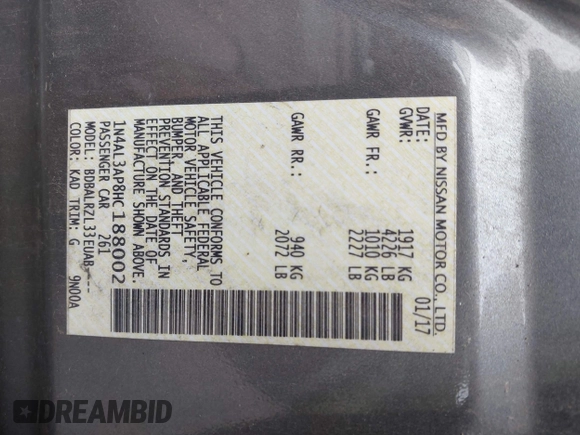 MFD BY NISSAN MOTOR CO., LTD.
DATE: 01/17
GVWR: 1917 KG
4226 LB
GAWR FR.: 1010 KG
2227 LB
GAWR RR.: 940 KG
2072 LB
THIS VEHICLE CONFORMS TO
ALL APPLICABLE FEDERAL
MOTOR VEHICLE SAFETY,
BUMPER, AND THEFT
PREVENTION STANDARDS IN
EFFECT ON THE DATE OF
MANUFACTURE SHOWN ABOVE.
1N4AL3AP8HC188002
PASSENGER CAR 261
MODEL: BDBALRZL33EUAB----
COLOR: KAD TRIM: G 9N00A
DREAMBID